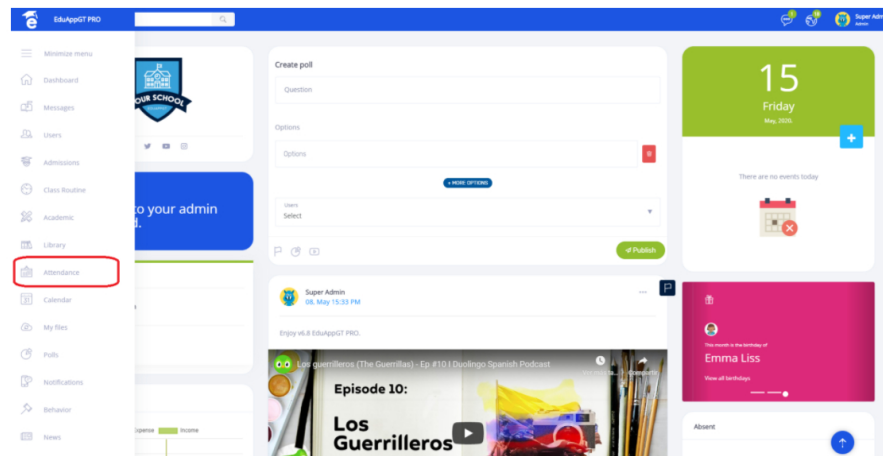 EduAppGT PRO
Super Adm
Admin
Minimize menu
Dashboard
Messages
Users
Admissions
Class Routine
Academic
Library
Attendance
Calendar
My files
Polls
Notifications
Behavior
News
OUR SCHOOL
o your admin
xpense
Income
Create poll
Question
Options
Options
+ MORE OPTIONS
Users
Select
Publish
Super Admin
08. May 15:33 PM
Enjoy v6.8 EduAppGT PRO.
Los guerrilleros (The Guerrillas) - Ep #10 I Duolingo Spanish Podcast
Episode 10:
Los
Guerrilleros
15
Friday
May, 2020.
+
There are no events today
This month is the birthday of
Emma Liss
View all birthdays
Absent